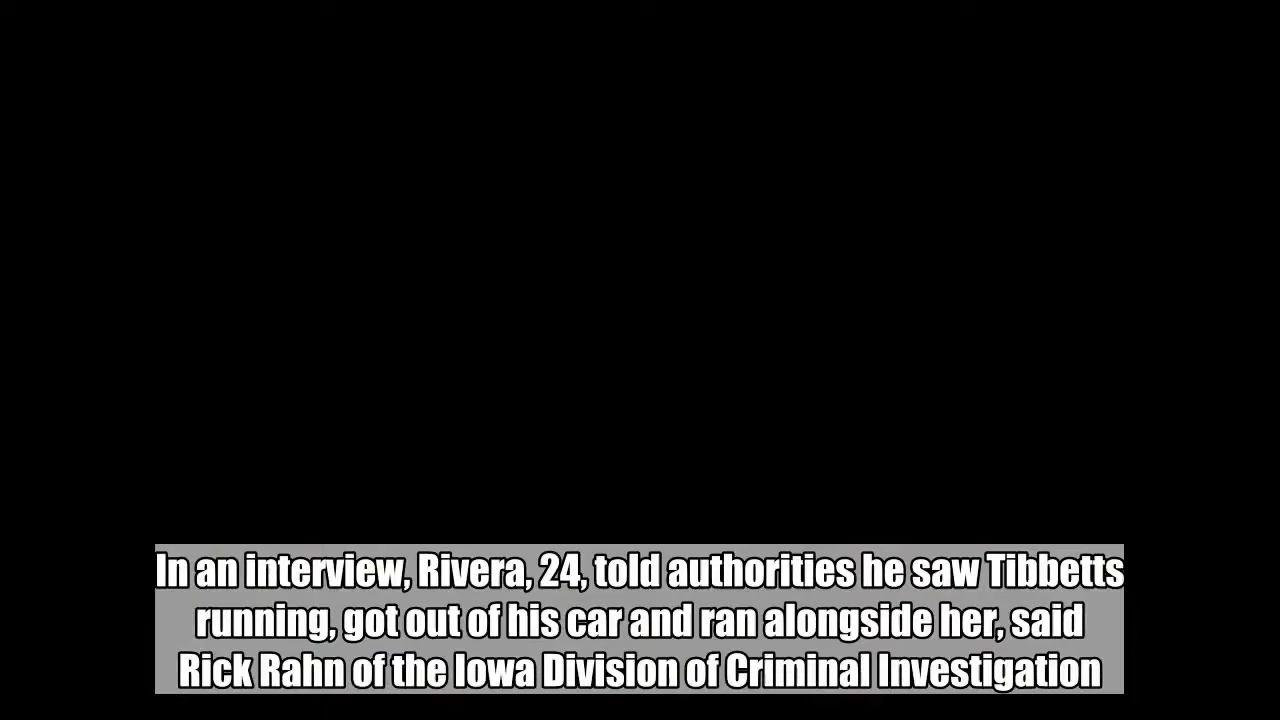 In an interview, Rivera, 24, told authorities he saw Tibbetts
running, got out of his car and ran alongside her, said
Rick Rahn of the Iowa Division of Criminal Investigation